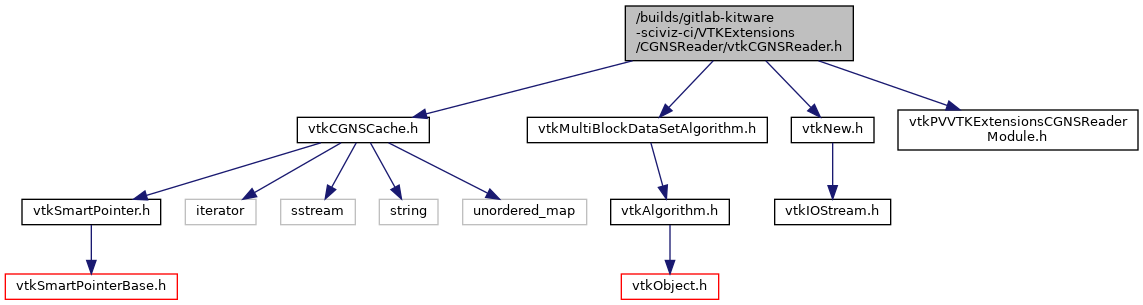 /builds/gitlab-kitware
-sciviz-ci/VTKExtensions
/CGNSReader/vtkCGNSReader.h
vtkCGNSCache.h
vtkMultiBlockDataSetAlgorithm.h
vtkNew.h
vtkPVVTKExtensionsCGNSReader
Module.h
vtkSmartPointer.h
iterator
sstream
string
unordered_map
vtkAlgorithm.h
vtkIOStream.h
vtkSmartPointerBase.h
vtkObject.h